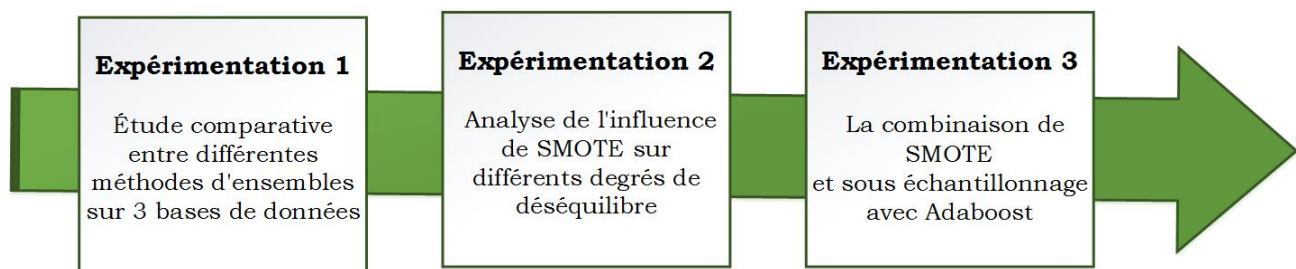 Expérimentation 1
Étude comparative
entre différentes
méthodes d'ensembles
sur 3 bases de données
Expérimentation 2
Analyse de l'influence
de SMOTE sur
différents degrés de
déséquilibre
Expérimentation 3
La combinaison de
SMOTE
et sous échantillonnage
avec Adaboost